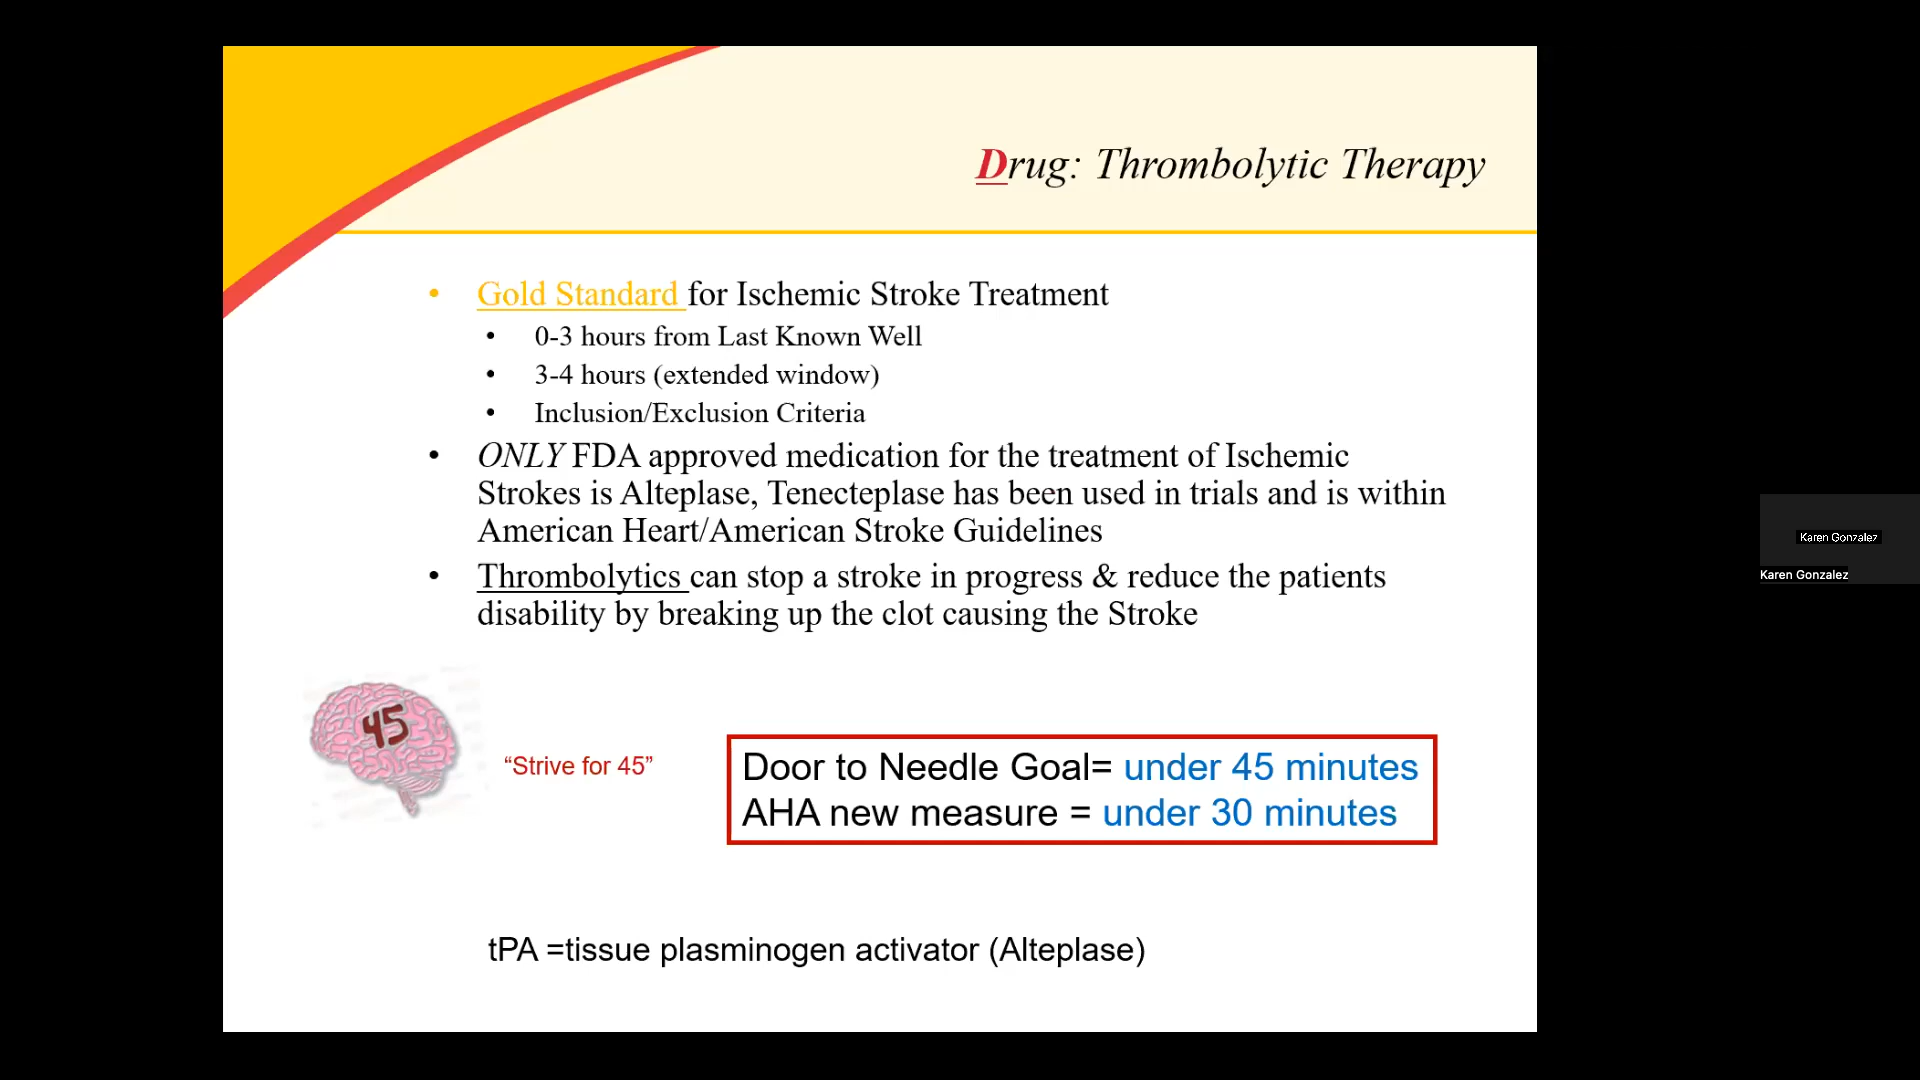 Drug: Thrombolytic Therapy
• Gold Standard for Ischemic Stroke Treatment
• 0-3 hours from Last Known Well
• 3-4 hours (extended window)
• Inclusion/Exclusion Criteria
• ONLY FDA approved medication for the treatment of Ischemic
Strokes is Alteplase, Tenecteplase has been used in trials and is within
American Heart/American Stroke Guidelines
• Thrombolytics can stop a stroke in progress & reduce the patients
disability by breaking up the clot causing the Stroke
45
“Strive for 45”
Door to Needle Goal= under 45 minutes
AHA new measure = under 30 minutes
tPA =tissue plasminogen activator (Alteplase)
Karen Gonzalez
Karen Gonzalez